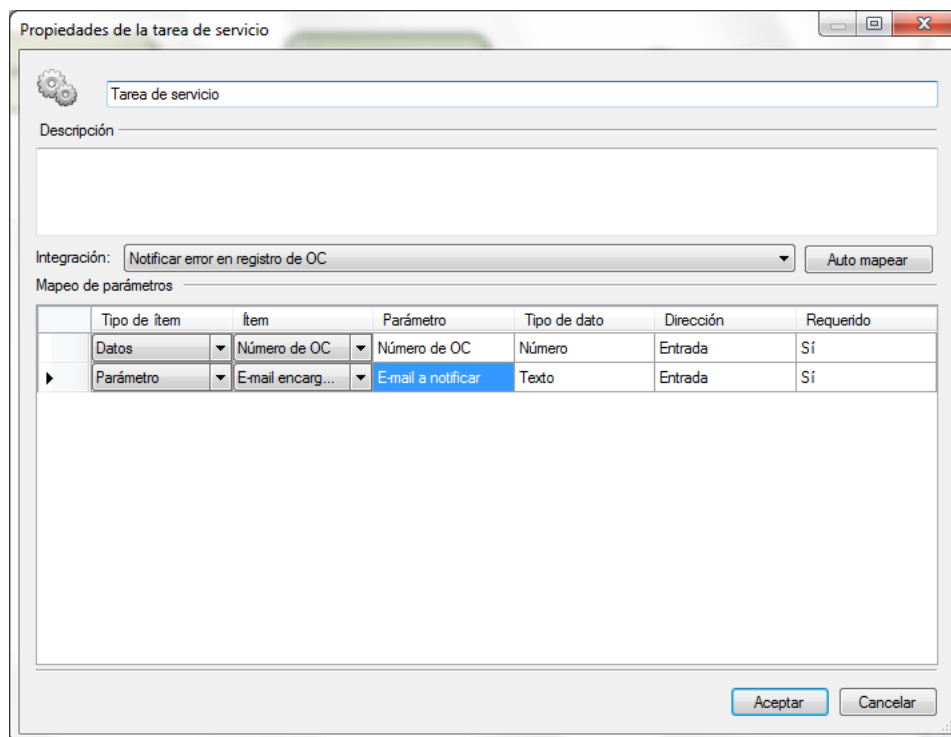 Propiedades de la tarea de servicio
Tarea de servicio
Descripción
Integración: Notificar error en registro de OC Auto mapear
Mapeo de parámetros
Tipo de ítem Ítem Parámetro Tipo de dato Dirección Requerido
Datos Número de OC Número de OC Número Entrada Sí
Parámetro E-mail encarg... E-mail a notificar Texto Entrada Sí
Aceptar Cancelar